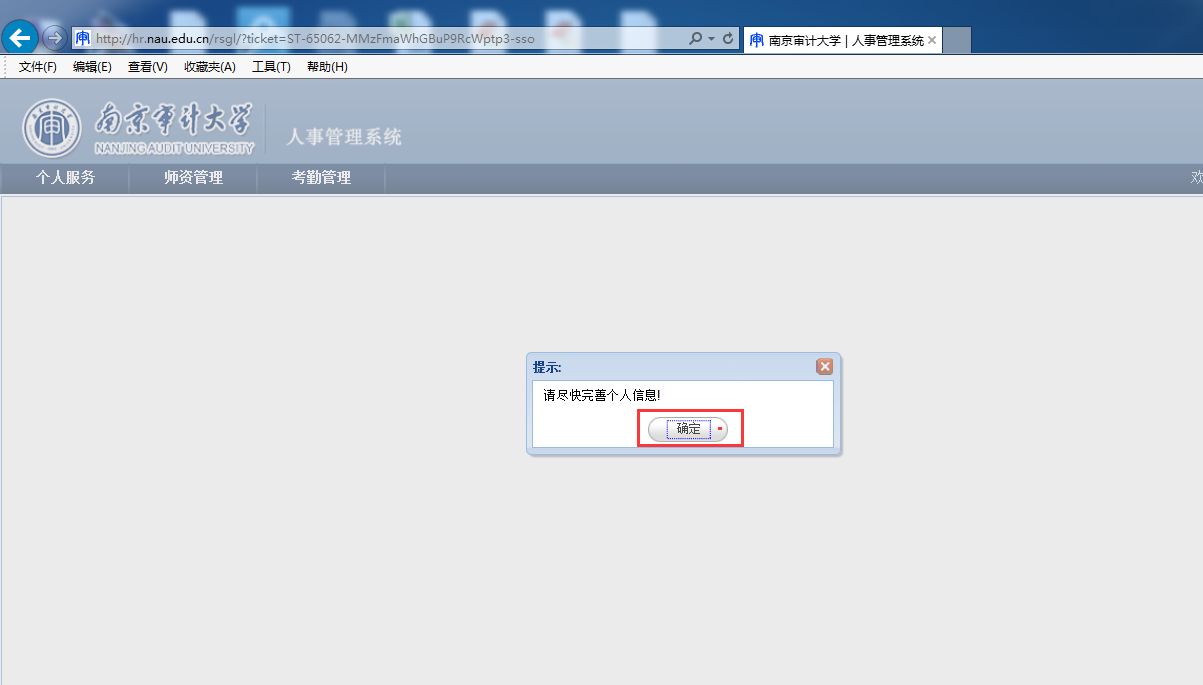 http://hr.nau.edu.cn/rsgl/?ticket=ST-65062-MMzFmaWhGBuP9RcWptp3-sso
南京审计大学 | 人事管理系统
文件(F) 编辑(E) 查看(V) 收藏夹(A) 工具(T) 帮助(H)
南京审计大学
NANJING AUDIT UNIVERSITY
人事管理系统
个人服务 师资管理 考勤管理 欢
提示:
请尽快完善个人信息!
确定